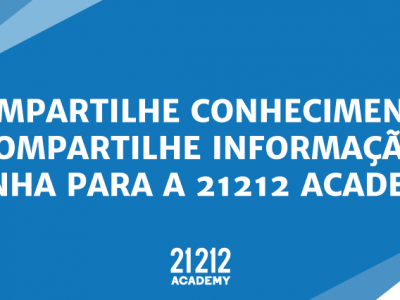 MPARTILHE CONHECIMEN
OMPARTILHE INFORMAÇÃ
NHA PARA A 21212 ACADE
21212
ACADEMY